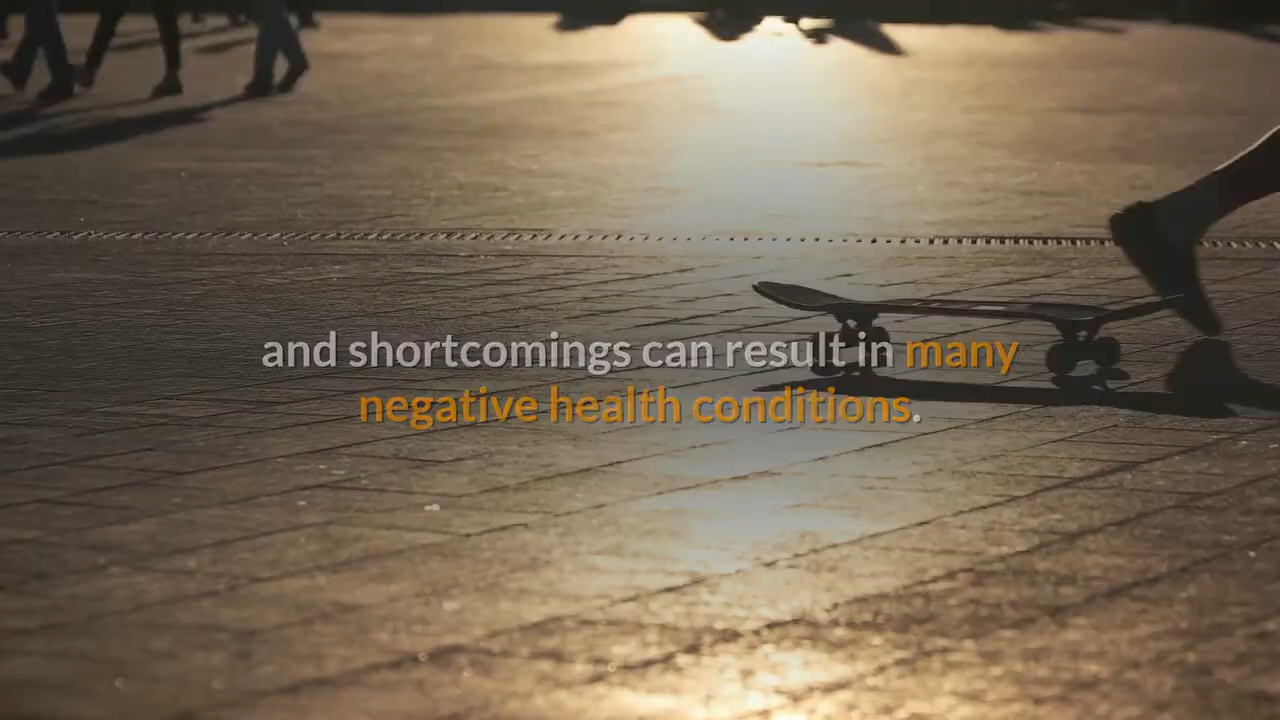 and shortcomings can result in many
negative health conditions.